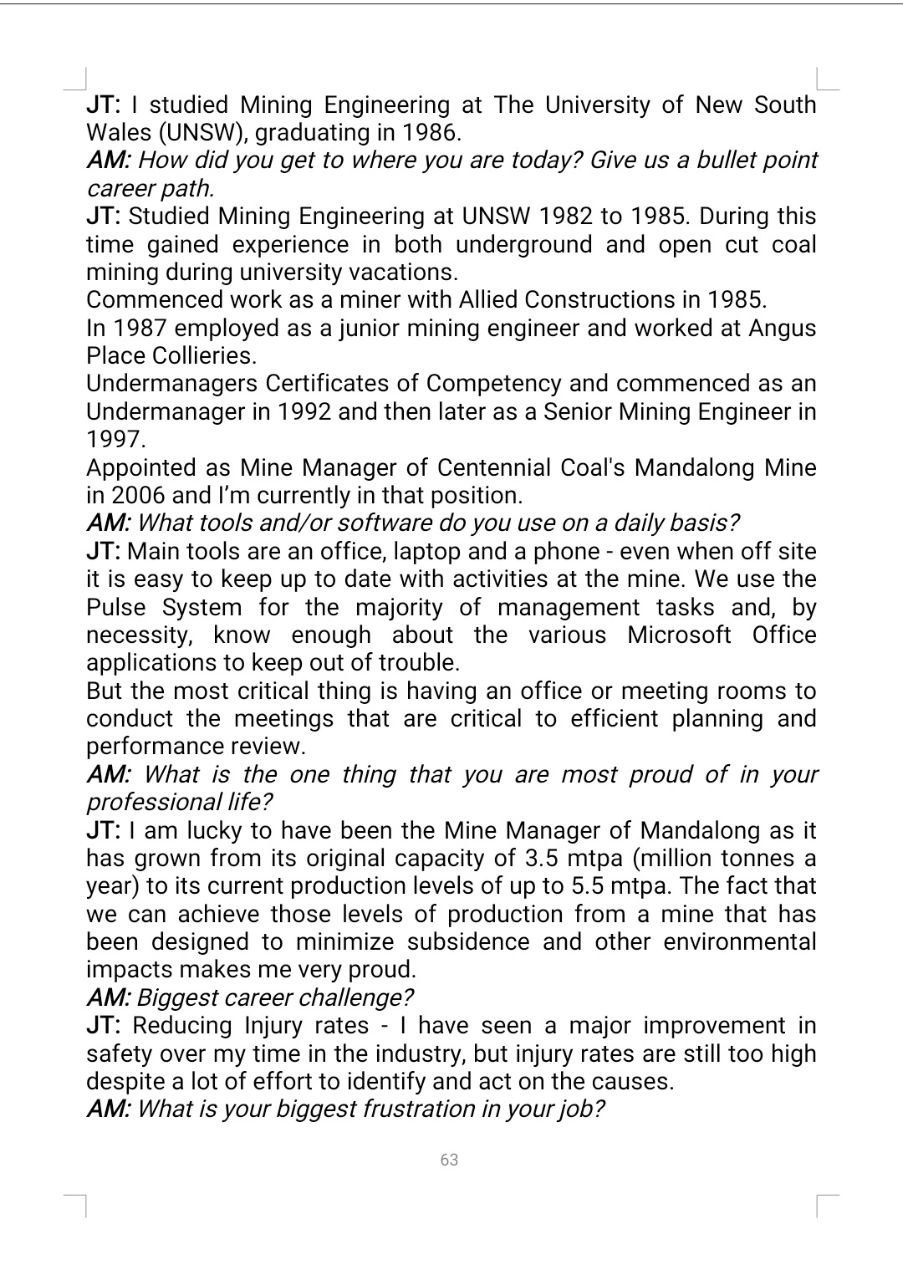 JT: I studied Mining Engineering at The University of New South
Wales (UNSW), graduating in 1986.
AM: How did you get to where you are today? Give us a bullet point
career path.
JT: Studied Mining Engineering at UNSW 1982 to 1985. During this
time gained experience in both underground and open cut coal
mining during university vacations.
Commenced work as a miner with Allied Constructions in 1985.
In 1987 employed as a junior mining engineer and worked at Angus
Place Collieries.
Undermanagers Certificates of Competency and commenced as an
Undermanager in 1992 and then later as a Senior Mining Engineer in
1997.
Appointed as Mine Manager of Centennial Coal's Mandalong Mine
in 2006 and I’m currently in that position.
AM: What tools and/or software do you use on a daily basis?
JT: Main tools are an office, laptop and a phone - even when off site
it is easy to keep up to date with activities at the mine. We use the
Pulse System for the majority of management tasks and, by
necessity, know enough about the various Microsoft Office
applications to keep out of trouble.
But the most critical thing is having an office or meeting rooms to
conduct the meetings that are critical to efficient planning and
performance review.
AM: What is the one thing that you are most proud of in your
professional life?
JT: I am lucky to have been the Mine Manager of Mandalong as it
has grown from its original capacity of 3.5 mtpa (million tonnes a
year) to its current production levels of up to 5.5 mtpa. The fact that
we can achieve those levels of production from a mine that has
been designed to minimize subsidence and other environmental
impacts makes me very proud.
AM: Biggest career challenge?
JT: Reducing Injury rates - I have seen a major improvement in
safety over my time in the industry, but injury rates are still too high
despite a lot of effort to identify and act on the causes.
AM: What is your biggest frustration in your job?
63